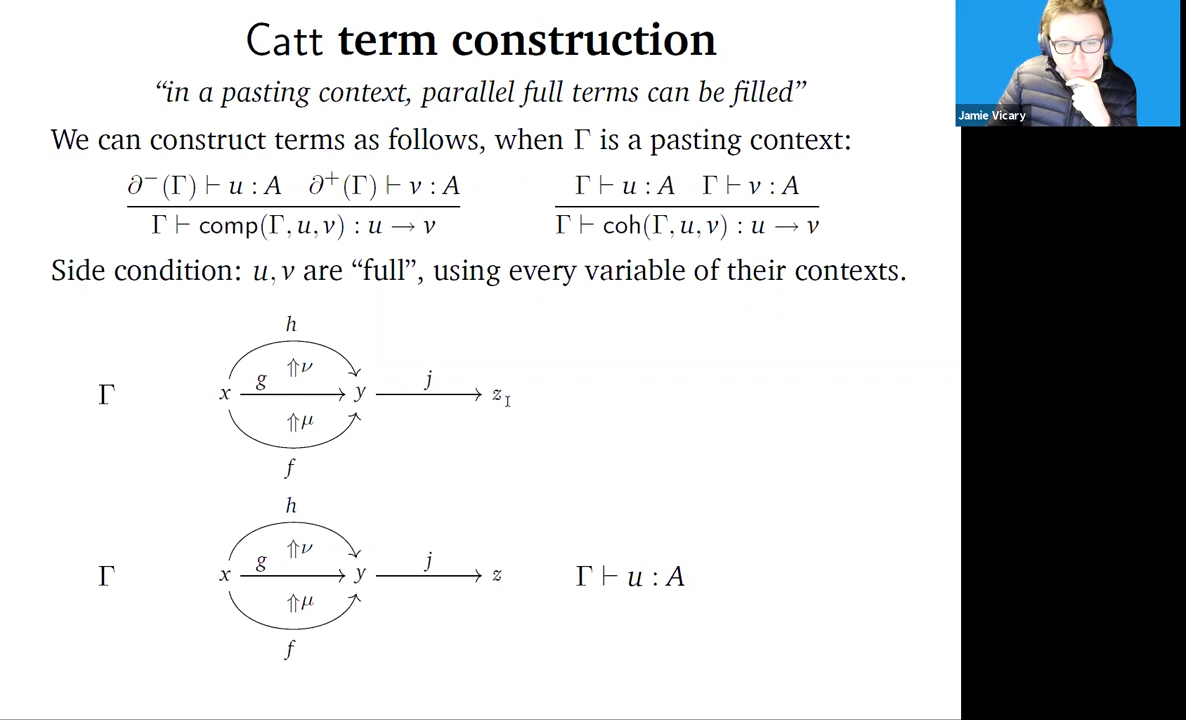 Catt term construction
“in a pasting context, parallel full terms can be filled”
We can construct terms as follows, when Γ is a pasting context:
∂⁻(Γ) ⊢ u : A   ∂⁺(Γ) ⊢ v : A
Γ ⊢ comp(Γ, u, v) : u → v
Γ ⊢ u : A   Γ ⊢ v : A
Γ ⊢ coh(Γ, u, v) : u → v
Side condition: u, v are “full”, using every variable of their contexts.
h
⇑ν
Γ x g y j z
⇑μ
f
h
⇑ν
Γ x g y j z Γ ⊢ u : A
⇑μ
f
Jamie Vicary